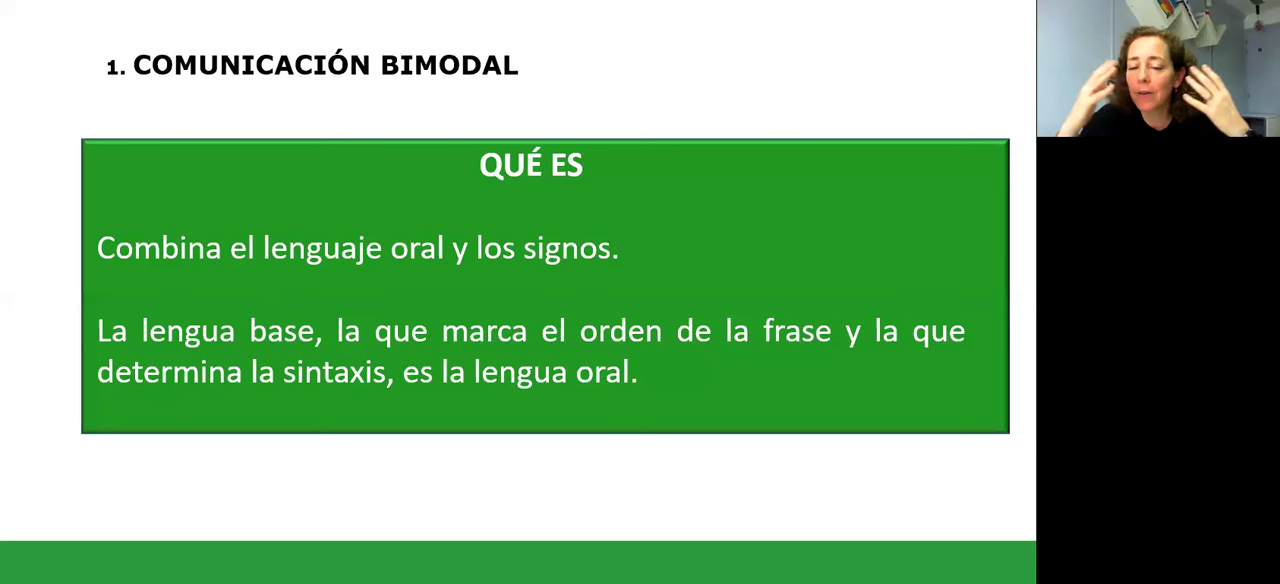 1. COMUNICACIÓN BIMODAL
QUÉ ES
Combina el lenguaje oral y los signos.
La lengua base, la que marca el orden de la frase y la que
determina la sintaxis, es la lengua oral.